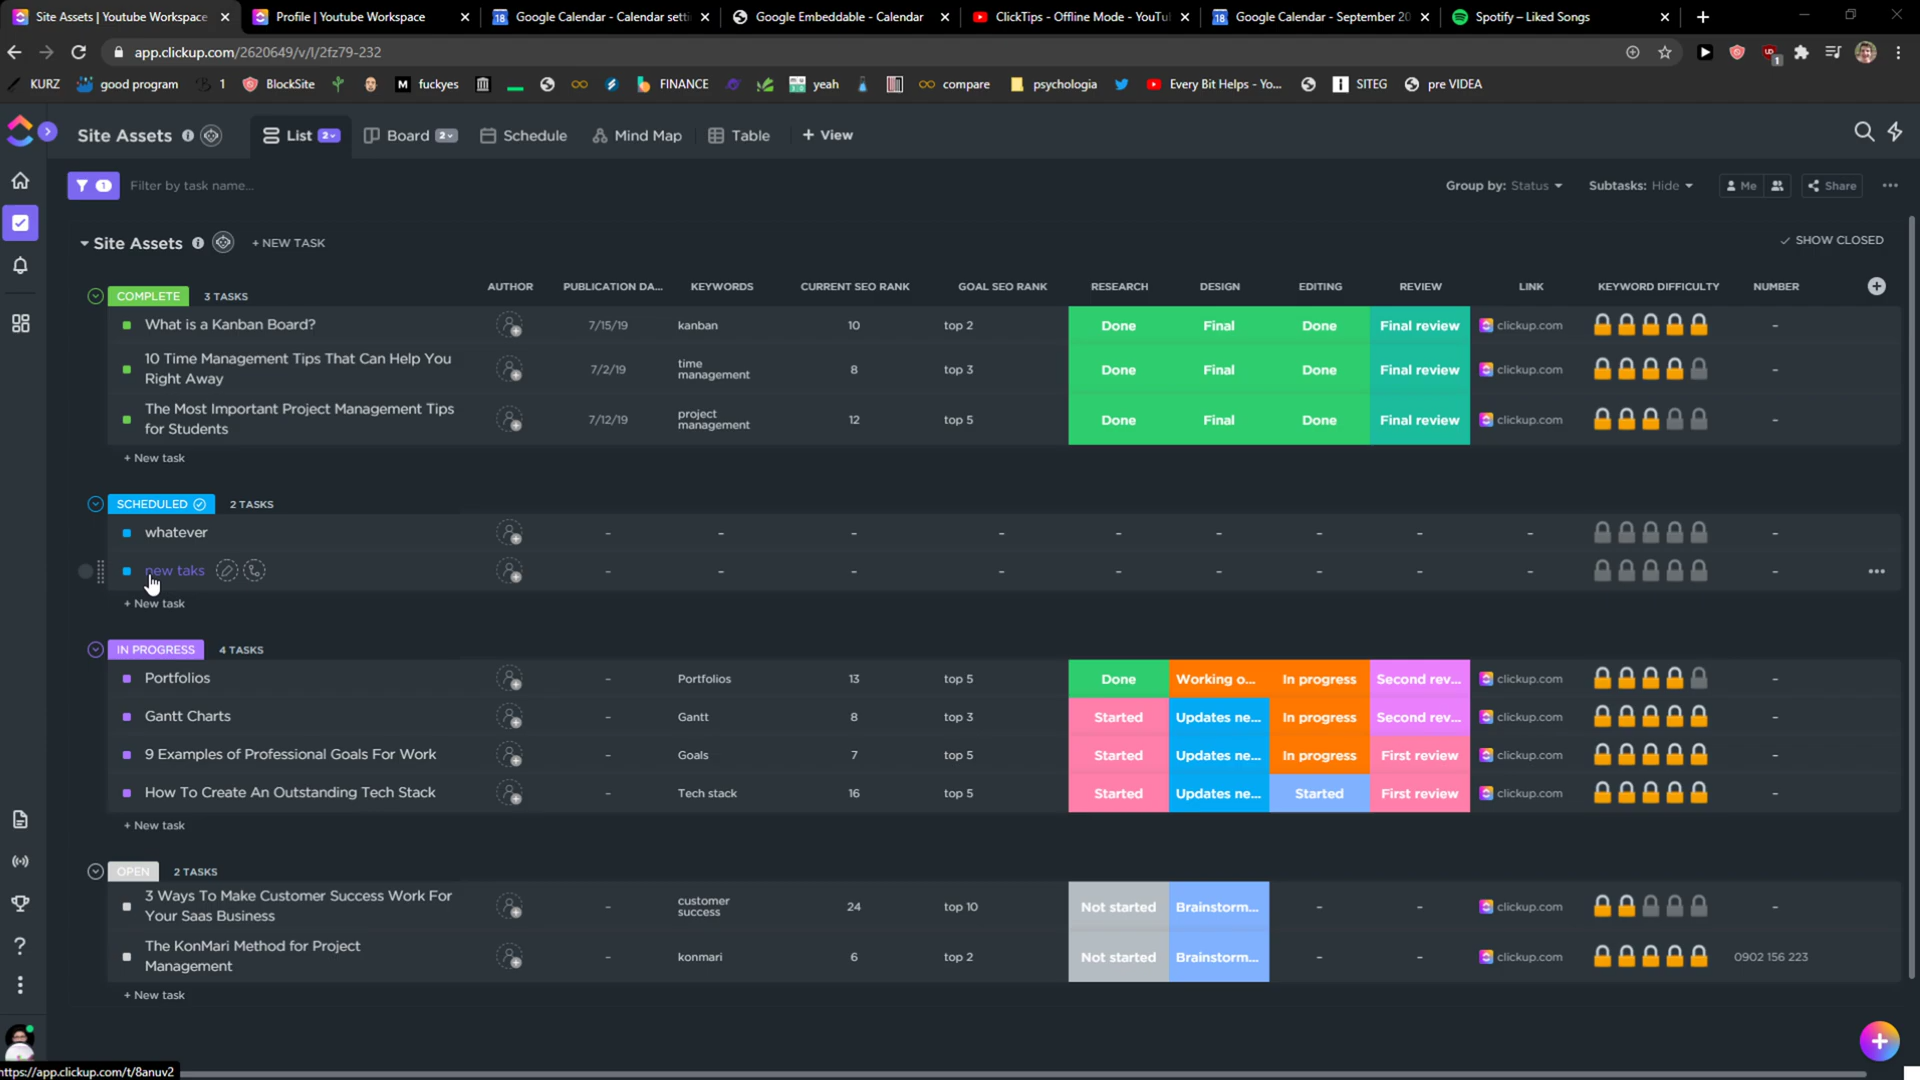 Site Assets | Youtube Workspace
Profile | Youtube Workspace
Google Calendar - Calendar setti
Google Embeddable - Calendar
ClickTips - Offline Mode - YouTu
Google Calendar - September 20
Spotify – Liked Songs
app.clickup.com/2620649/v/l/2fz79-232
1
KURZ
good program
1
BlockSite
M fuckyes
FINANCE
yeah
compare
psychologia
Every Bit Helps - Yo...
SITEG
pre VIDEA
Site Assets
List 2
Board 2
Schedule
Mind Map
Table
+ View
1
Filter by task name...
Group by: Status
Subtasks: Hide
Me
Share
Site Assets
+ NEW TASK
SHOW CLOSED
COMPLETE 3 TASKS AUTHOR PUBLICATION DA... KEYWORDS CURRENT SEO RANK GOAL SEO RANK RESEARCH DESIGN EDITING REVIEW LINK KEYWORD DIFFICULTY NUMBER
What is a Kanban Board? 7/15/19 kanban 10 top 2 Done Final Done Final review clickup.com -
10 Time Management Tips That Can Help You
Right Away 7/2/19 time
management 8 top 3 Done Final Done Final review clickup.com -
The Most Important Project Management Tips
for Students 7/12/19 project
management 12 top 5 Done Final Done Final review clickup.com -
+ New task
SCHEDULED 2 TASKS
whatever - - - - - - - - - -
new taks - - - - - - - - - -
+ New task
IN PROGRESS 4 TASKS
Portfolios - Portfolios 13 top 5 Done Working o... In progress Second rev... clickup.com -
Gantt Charts - Gantt 8 top 3 Started Updates ne... In progress Second rev... clickup.com -
9 Examples of Professional Goals For Work - Goals 7 top 5 Started Updates ne... In progress First review clickup.com -
How To Create An Outstanding Tech Stack - Tech stack 16 top 5 Started Updates ne... Started First review clickup.com -
+ New task
OPEN 2 TASKS
3 Ways To Make Customer Success Work For
Your Saas Business - customer
success 24 top 10 Not started Brainstorm... - - clickup.com -
The KonMari Method for Project
Management - konmari 6 top 2 Not started Brainstorm... - - clickup.com 0902 156 223
+ New task
https://app.clickup.com/t/8anuv2